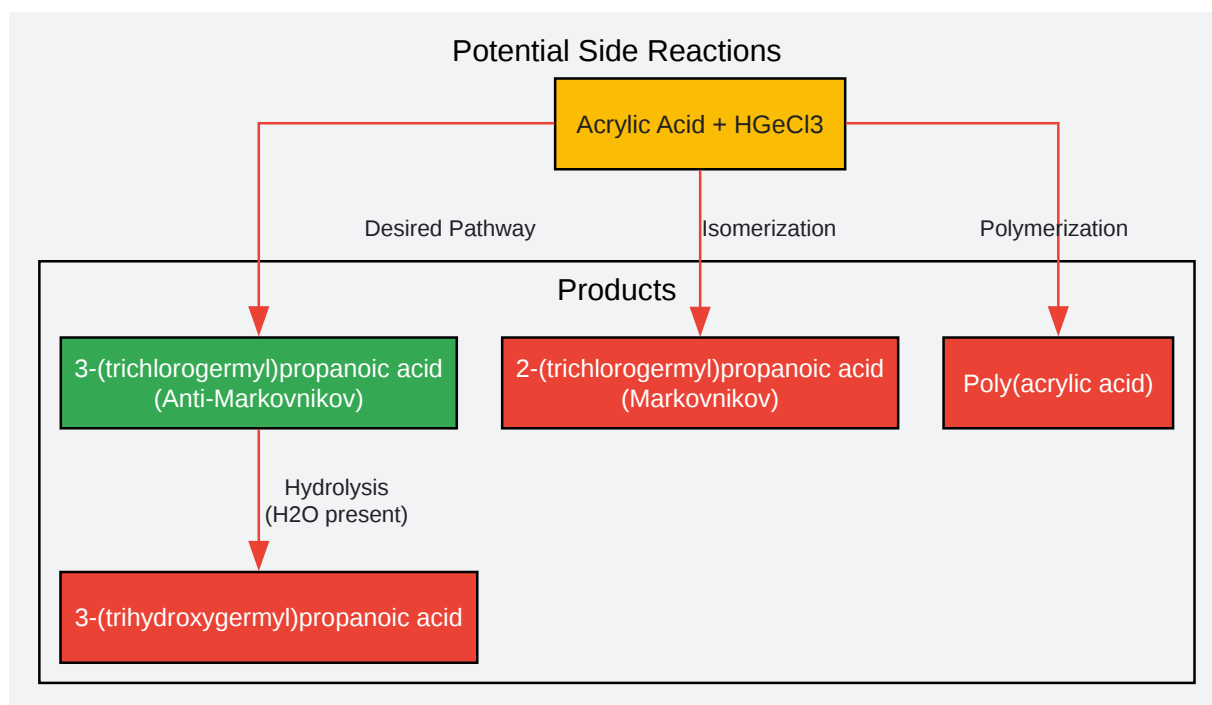 Potential Side Reactions
Acrylic Acid + HGeCl3
Desired Pathway
Isomerization
Polymerization
Products
3-(trichlorogermyl)propanoic acid
(Anti-Markovnikov)
2-(trichlorogermyl)propanoic acid
(Markovnikov)
Poly(acrylic acid)
Hydrolysis
(H2O present)
3-(trihydroxygermyl)propanoic acid